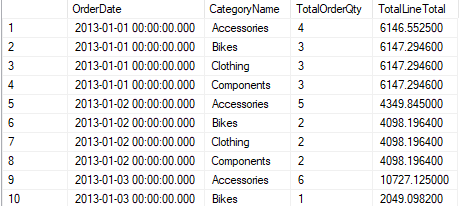 OrderDate CategoryName TotalOrderQty TotalLineTotal
1 2013-01-01 00:00:00.000 Accessories 4 6146.552500
2 2013-01-01 00:00:00.000 Bikes 3 6147.294600
3 2013-01-01 00:00:00.000 Clothing 3 6147.294600
4 2013-01-01 00:00:00.000 Components 3 6147.294600
5 2013-01-02 00:00:00.000 Accessories 5 4349.845000
6 2013-01-02 00:00:00.000 Bikes 2 4098.196400
7 2013-01-02 00:00:00.000 Clothing 2 4098.196400
8 2013-01-02 00:00:00.000 Components 2 4098.196400
9 2013-01-03 00:00:00.000 Accessories 6 10727.125000
10 2013-01-03 00:00:00.000 Bikes 1 2049.098200